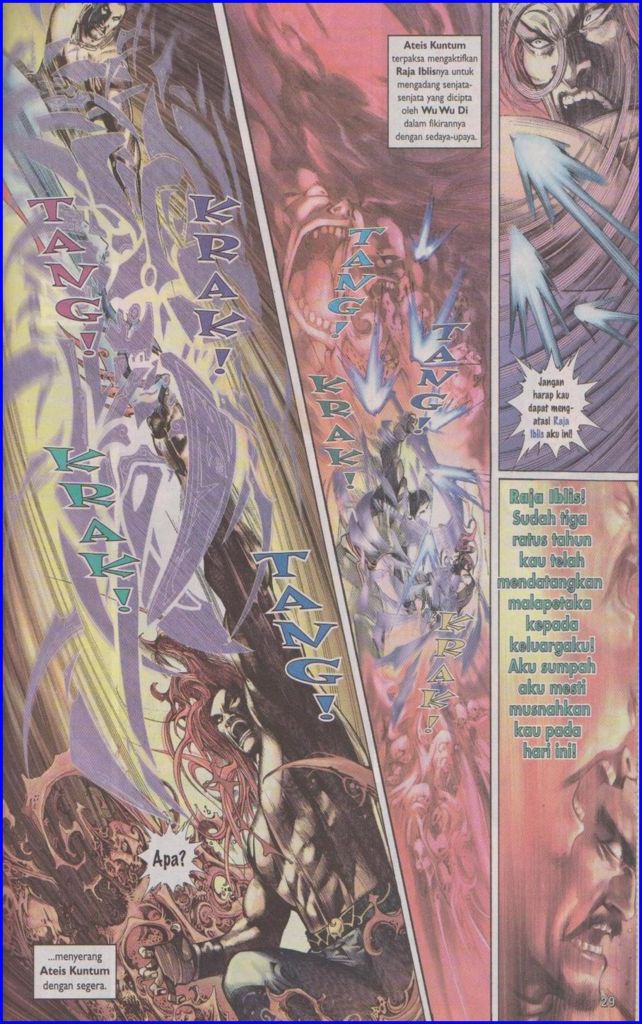 Ateis Kuntum
terpaksa mengaktifkan
Raja Iblisnya untuk
mengadang senjata-
senjata yang dicipta
oleh Wu Wu Di
dalam fikirannya
dengan sedaya-upaya.
KRAK!
TANG!
KRAK!
TANG!
TANG!
TANG!
KRAK!
KRAK!
Jangan
harap kau
dapat meng-
atasi Raja
Iblis aku ini!!
Raja Iblis!
Sudah tiga
ratus tahun
kau telah
mendatangkan
malapetaka
kepada
keluargaku!
Aku sumpah
aku mesti
musnahkan
kau pada
hari ini!
Apa?
...menyerang
Ateis Kuntum
dengan segera.
29